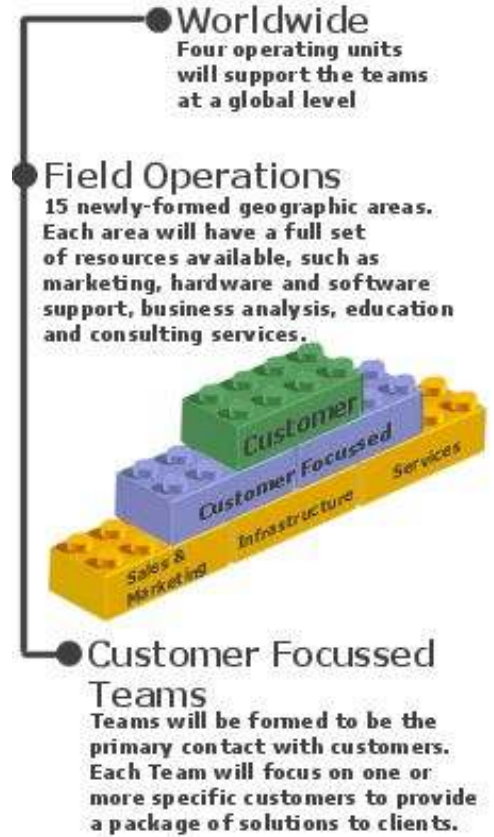 Worldwide
Four operating units
will support the teams
at a global level
Field Operations
15 newly-formed geographic areas.
Each area will have a full set
of resources available, such as
marketing, hardware and software
support, business analysis, education
and consulting services.
Customer
Customer Focussed
Services
Infrastructure
Sales &
Marketing
Customer Focussed
Teams
Teams will be formed to be the
primary contact with customers.
Each Team will focus on one or
more specific customers to provide
a package of solutions to clients.